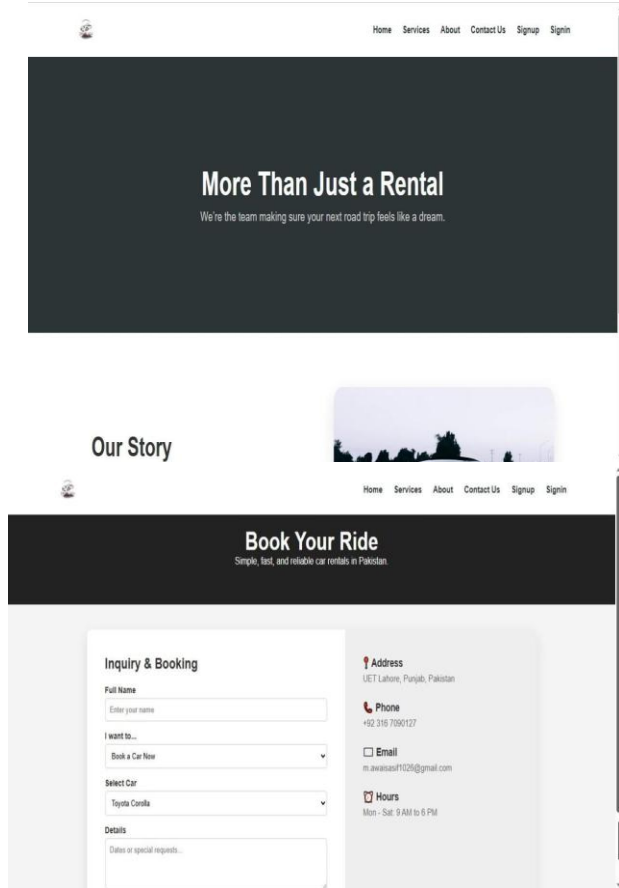 Home Services About Contact Us Signup Signin
More Than Just a Rental
We're the team making sure your next road trip feels like a dream.
Our Story
Home Services About Contact Us Signup Signin
Book Your Ride
Simple, fast, and reliable car rentals in Pakistan.
Inquiry & Booking
Full Name
Enter your name
I want to...
Book a Car Now
Select Car
Toyota Corolla
Details
Dates or special requests...
Address
UET Lahore, Punjab, Pakistan
Phone
+92 316 7090127
Email
m.awaisasif1026@gmail.com
Hours
Mon - Sat: 9 AM to 6 PM